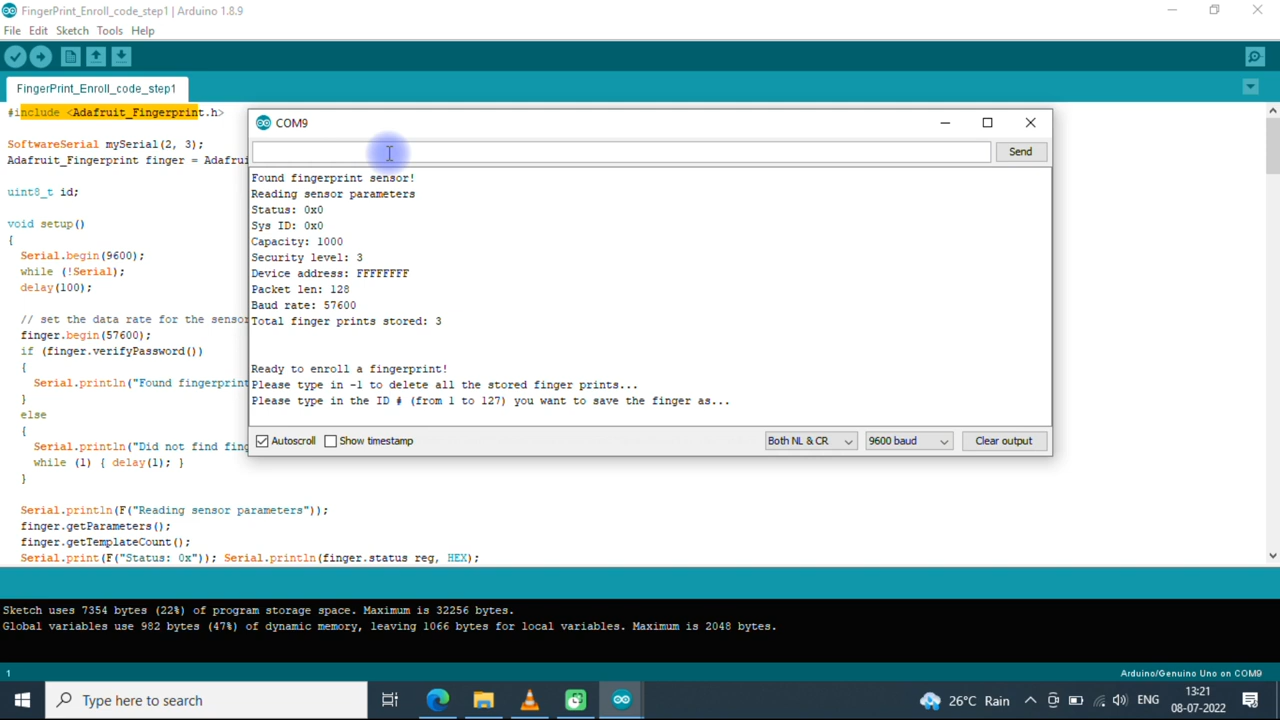 FingerPrint_Enroll_code_step1 | Arduino 1.8.9
File Edit Sketch Tools Help
FingerPrint_Enroll_code_step1
#include <Adafruit_Fingerprint.h>
SoftwareSerial mySerial(2, 3);
Adafruit_Fingerprint finger = Adafrui
uint8_t id;
void setup()
{
Serial.begin(9600);
while (!Serial);
delay(100);
// set the data rate for the sensor
finger.begin(57600);
if (finger.verifyPassword())
{
Serial.println("Found fingerprint
}
else
{
Serial.println("Did not find fing
while (1) { delay(1); }
}
Serial.println(F("Reading sensor parameters"));
finger.getParameters();
finger.getTemplateCount();
Serial.print(F("Status: 0x")); Serial.println(finger.status_reg, HEX);
COM9
Send
Found fingerprint sensor!
Reading sensor parameters
Status: 0x0
Sys ID: 0x0
Capacity: 1000
Security level: 3
Device address: FFFFFFFF
Packet len: 128
Baud rate: 57600
Total finger prints stored: 3
Ready to enroll a fingerprint!
Please type in -1 to delete all the stored finger prints...
Please type in the ID # (from 1 to 127) you want to save the finger as...
Autoscroll Show timestamp Both NL & CR 9600 baud Clear output
Sketch uses 7354 bytes (22%) of program storage space. Maximum is 32256 bytes.
Global variables use 982 bytes (47%) of dynamic memory, leaving 1066 bytes for local variables. Maximum is 2048 bytes.
1 Arduino/Genuino Uno on COM9
Type here to search 26°C Rain ENG 13:21
08-07-2022